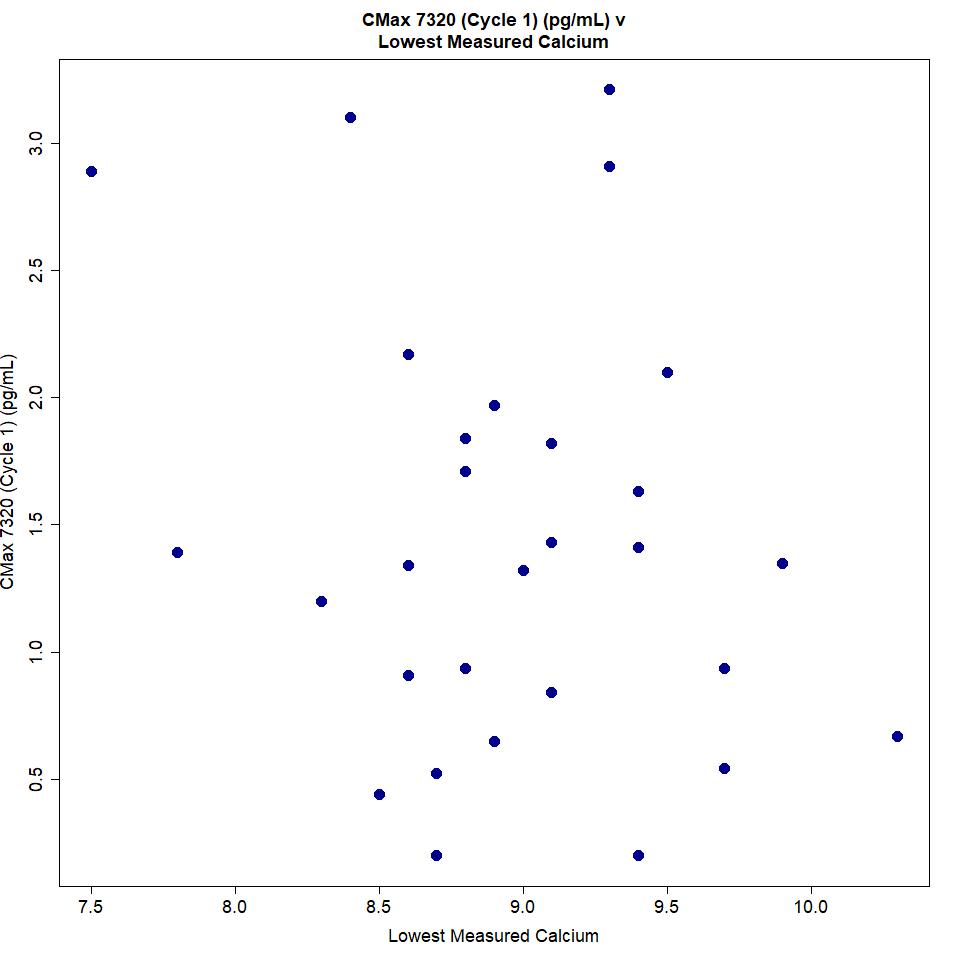 CMax 7320 (Cycle 1) (pg/mL) v
Lowest Measured Calcium
CMax 7320 (Cycle 1) (pg/mL)
3.0
2.5
2.0
1.5
1.0
0.5
7.5 8.0 8.5 9.0 9.5 10.0
Lowest Measured Calcium